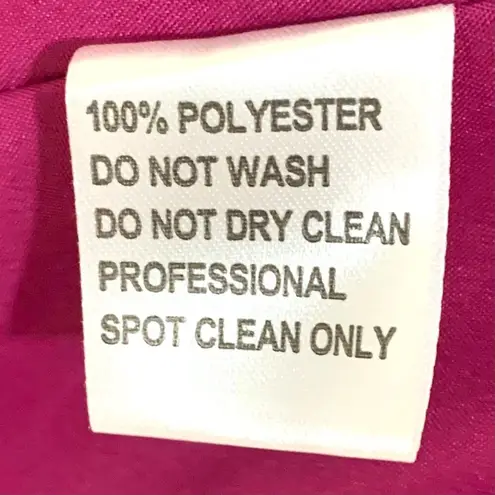 100% POLYESTER
DO NOT WASH
DO NOT DRY CLEAN
PROFESSIONAL
SPOT CLEAN ONLY